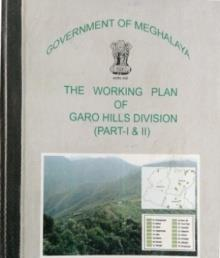 GOVERNMENT OF MEGHALAYA
THE WORKING PLAN
OF
GARO HILLS DIVISION
(PART-I & II)